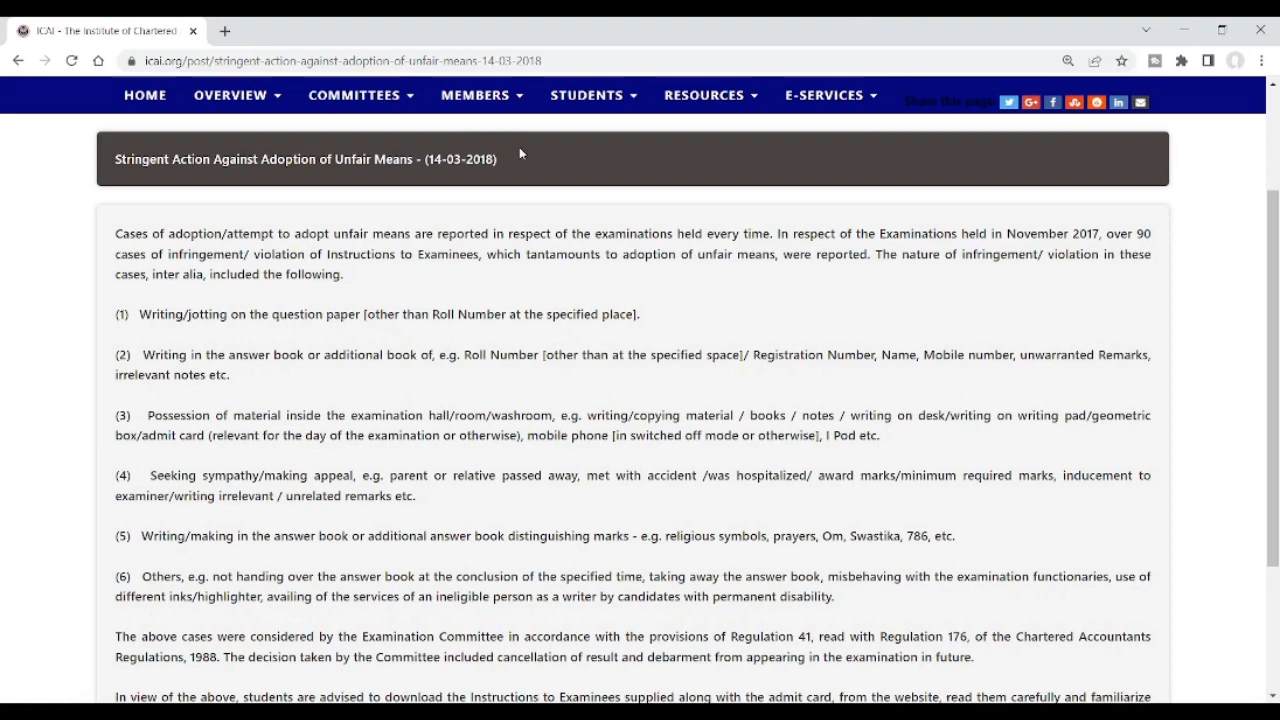 ICAI - The Institute of Chartered
icai.org/post/stringent-action-against-adoption-of-unfair-means-14-03-2018
HOME OVERVIEW COMMITTEES MEMBERS STUDENTS RESOURCES E-SERVICES Share this page:
Stringent Action Against Adoption of Unfair Means - (14-03-2018)
Cases of adoption/attempt to adopt unfair means are reported in respect of the examinations held every time. In respect of the Examinations held in November 2017, over 90
cases of infringement/ violation of Instructions to Examinees, which tantamounts to adoption of unfair means, were reported. The nature of infringement/ violation in these
cases, inter alia, included the following.
(1) Writing/jotting on the question paper [other than Roll Number at the specified place].
(2) Writing in the answer book or additional book of, e.g. Roll Number [other than at the specified space]/ Registration Number, Name, Mobile number, unwarranted Remarks,
irrelevant notes etc.
(3) Possession of material inside the examination hall/room/washroom, e.g. writing/copying material / books / notes / writing on desk/writing on writing pad/geometric
box/admit card (relevant for the day of the examination or otherwise), mobile phone [in switched off mode or otherwise], I Pod etc.
(4) Seeking sympathy/making appeal, e.g. parent or relative passed away, met with accident /was hospitalized/ award marks/minimum required marks, inducement to
examiner/writing irrelevant / unrelated remarks etc.
(5) Writing/making in the answer book or additional answer book distinguishing marks - e.g. religious symbols, prayers, Om, Swastika, 786, etc.
(6) Others, e.g. not handing over the answer book at the conclusion of the specified time, taking away the answer book, misbehaving with the examination functionaries, use of
different inks/highlighter, availing of the services of an ineligible person as a writer by candidates with permanent disability.
The above cases were considered by the Examination Committee in accordance with the provisions of Regulation 41, read with Regulation 176, of the Chartered Accountants
Regulations, 1988. The decision taken by the Committee included cancellation of result and debarment from appearing in the examination in future.
In view of the above, students are advised to download the Instructions to Examinees supplied along with the admit card, from the website, read them carefully and familiarize